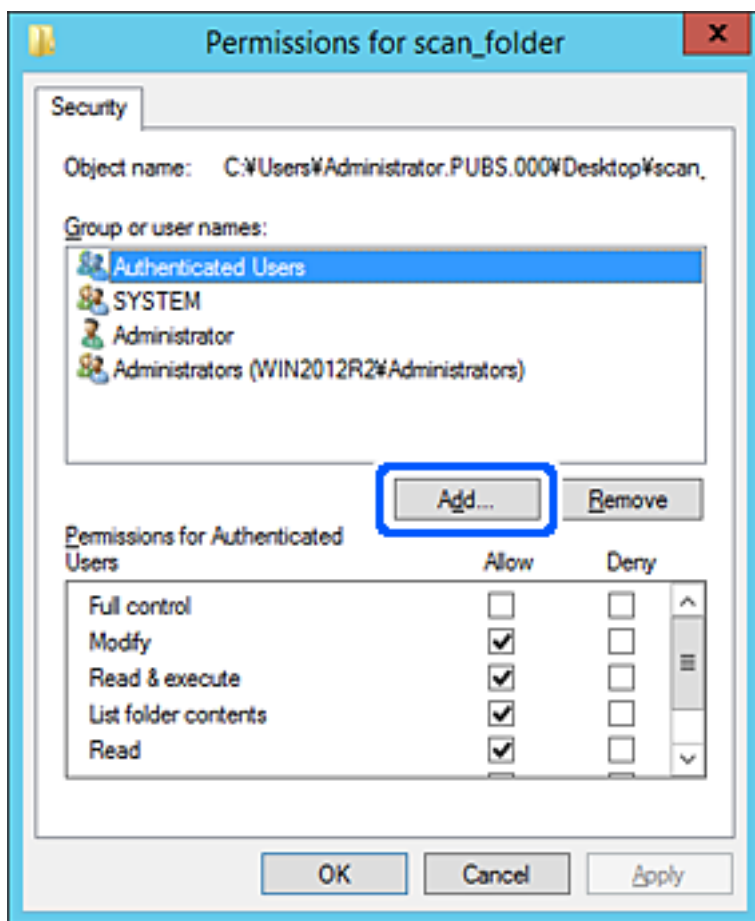 Permissions for scan_folder
x
Security
Object name: C:¥Users¥Administrator.PUBS.000¥Desktop¥scan_
Group or user names:
Authenticated Users
SYSTEM
Administrator
Administrators (WIN2012R2¥Administrators)
Add... Remove
Permissions for Authenticated
Users Allow Deny
Full control
Modify
Read & execute
List folder contents
Read
OK Cancel Apply